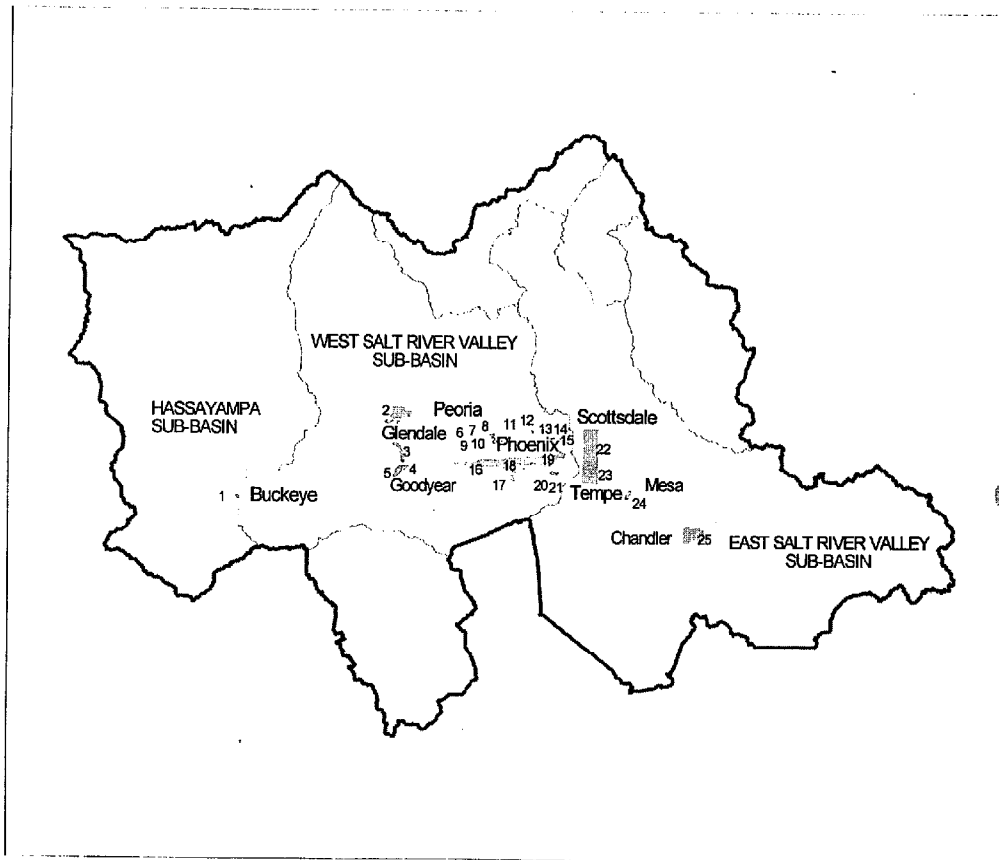 WEST SALT RIVER VALLEY
SUB-BASIN
HASSAYAMPA
SUB-BASIN
2
Peoria
Scottsdale
Glendale
6 7 8
11 12
13 14
9 10
Phoenix
15
3
22
5 4
16
18
19
Goodyear
17
20 21
23
Tempe
Mesa
24
1
Buckeye
Chandler
25
EAST SALT RIVER VALLEY
SUB-BASIN